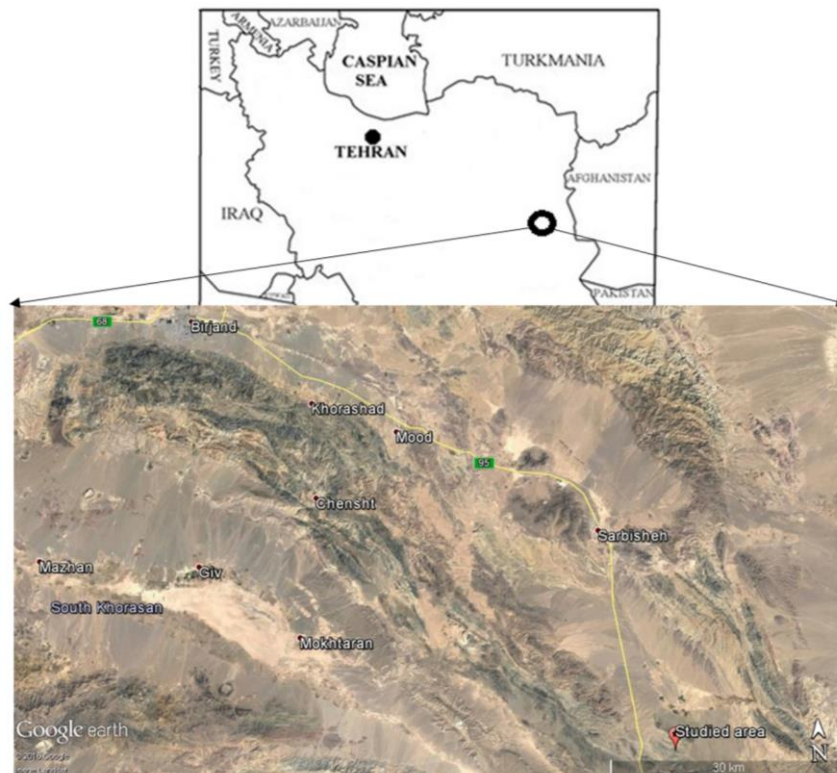 ARMENIA
AZARBAIJAN
TURKEY
CASPIAN
SEA
TURKMANIA
TEHRAN
AFGHANISTAN
IRAQ
PAKISTAN
68
Birjand
Khorashad
Mood
95
Chensht
Sarbisheh
Mazhan
Giv
South Khorasan
Mokhtaran
Studied area
Google earth
N
30 km